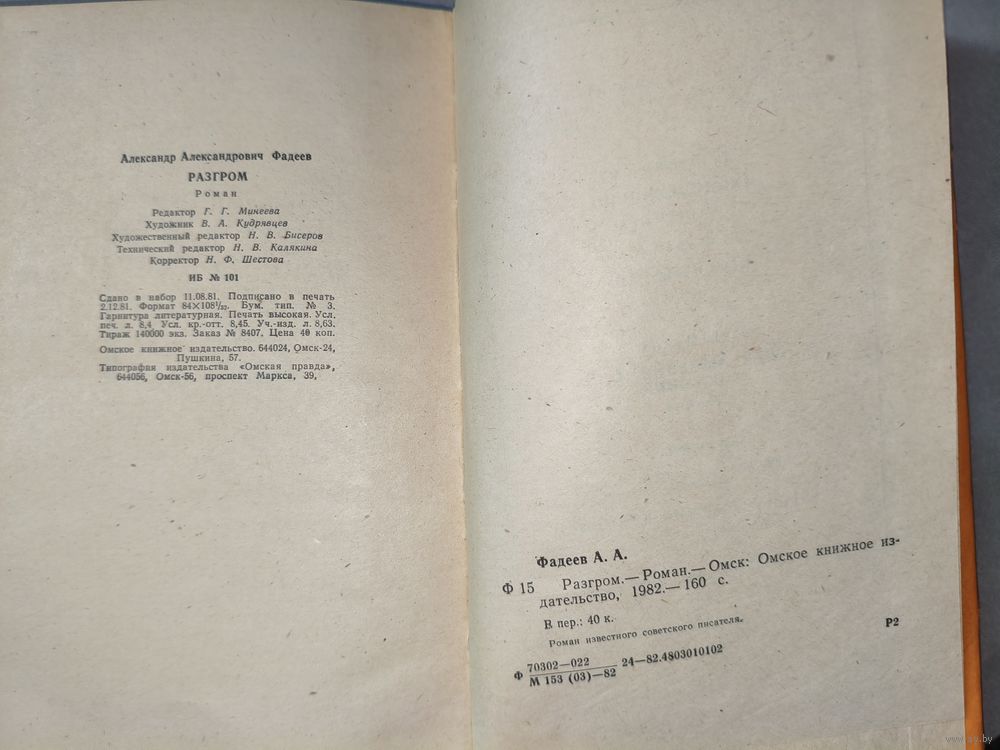 Александр Александрович Фадеев
РАЗГРОМ
Роман
Редактор Г. Г. Минеева
Художник В. А. Кудрявцев
Художественный редактор Н. В. Бисеров
Технический редактор Н. В. Калякина
Корректор Н. Ф. Шестова
ИБ № 101
Сдано в набор 11.08.81. Подписано в печать
2.12.81. Формат 84×108¹/₃₂. Бум. тип. № 3.
Гарнитура литературная. Печать высокая. Усл.
печ. л. 8,4 Усл. кр.-отт. 8,45. Уч.-изд. л. 8,63.
Тираж 140000 экз. Заказ № 8407. Цена 40 коп.
Омское книжное издательство. 644024, Омск-24,
Пушкина, 57.
Типография издательства «Омская правда»,
644056, Омск-56, проспект Маркса, 39,
Фадеев А. А.
Ф 15 Разгром.— Роман.— Омск: Омское книжное из-
дательство, 1982.— 160 с.
В пер.: 40 к.
Роман известного советского писателя.
Р2
Ф 70302—022 24—82.4803010102
М 153 (03)—82